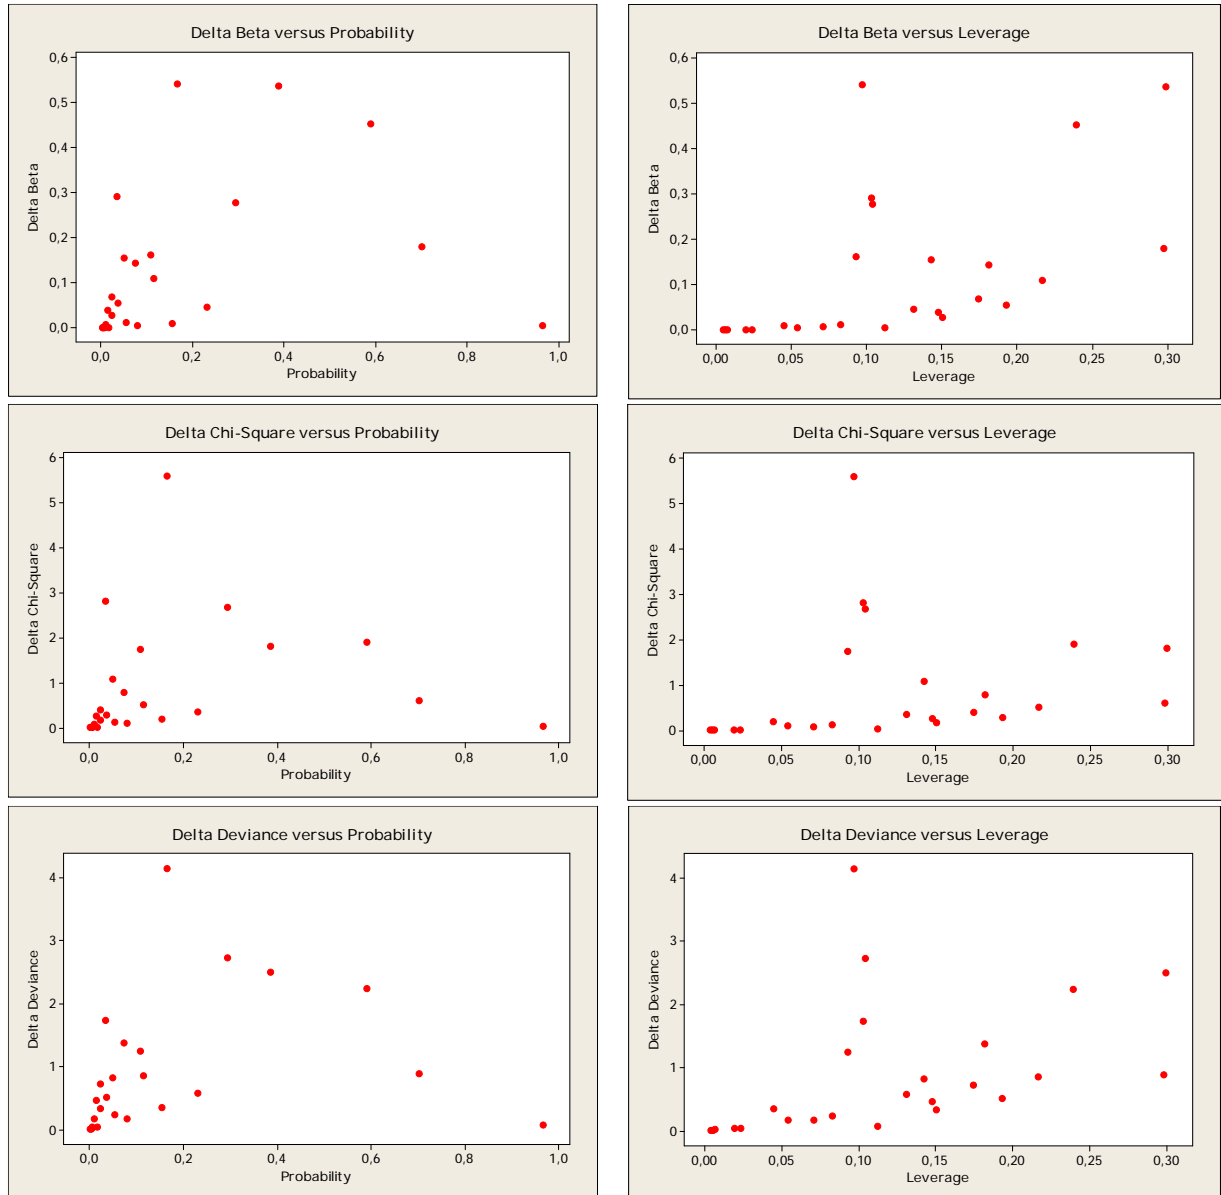 Delta Beta versus Probability
0,6
0,5
0,4
0,3
0,2
0,1
0,0
Delta Beta
0,0 0,2 0,4 0,6 0,8 1,0
Probability
Delta Beta versus Leverage
0,6
0,5
0,4
0,3
0,2
0,1
0,0
Delta Beta
0,00 0,05 0,10 0,15 0,20 0,25 0,30
Leverage
Delta Chi-Square versus Probability
6
5
4
3
2
1
0
Delta Chi-Square
0,0 0,2 0,4 0,6 0,8 1,0
Probability
Delta Chi-Square versus Leverage
6
5
4
3
2
1
0
Delta Chi-Square
0,00 0,05 0,10 0,15 0,20 0,25 0,30
Leverage
Delta Deviance versus Probability
4
3
2
1
0
Delta Deviance
0,0 0,2 0,4 0,6 0,8 1,0
Probability
Delta Deviance versus Leverage
4
3
2
1
0
Delta Deviance
0,00 0,05 0,10 0,15 0,20 0,25 0,30
Leverage